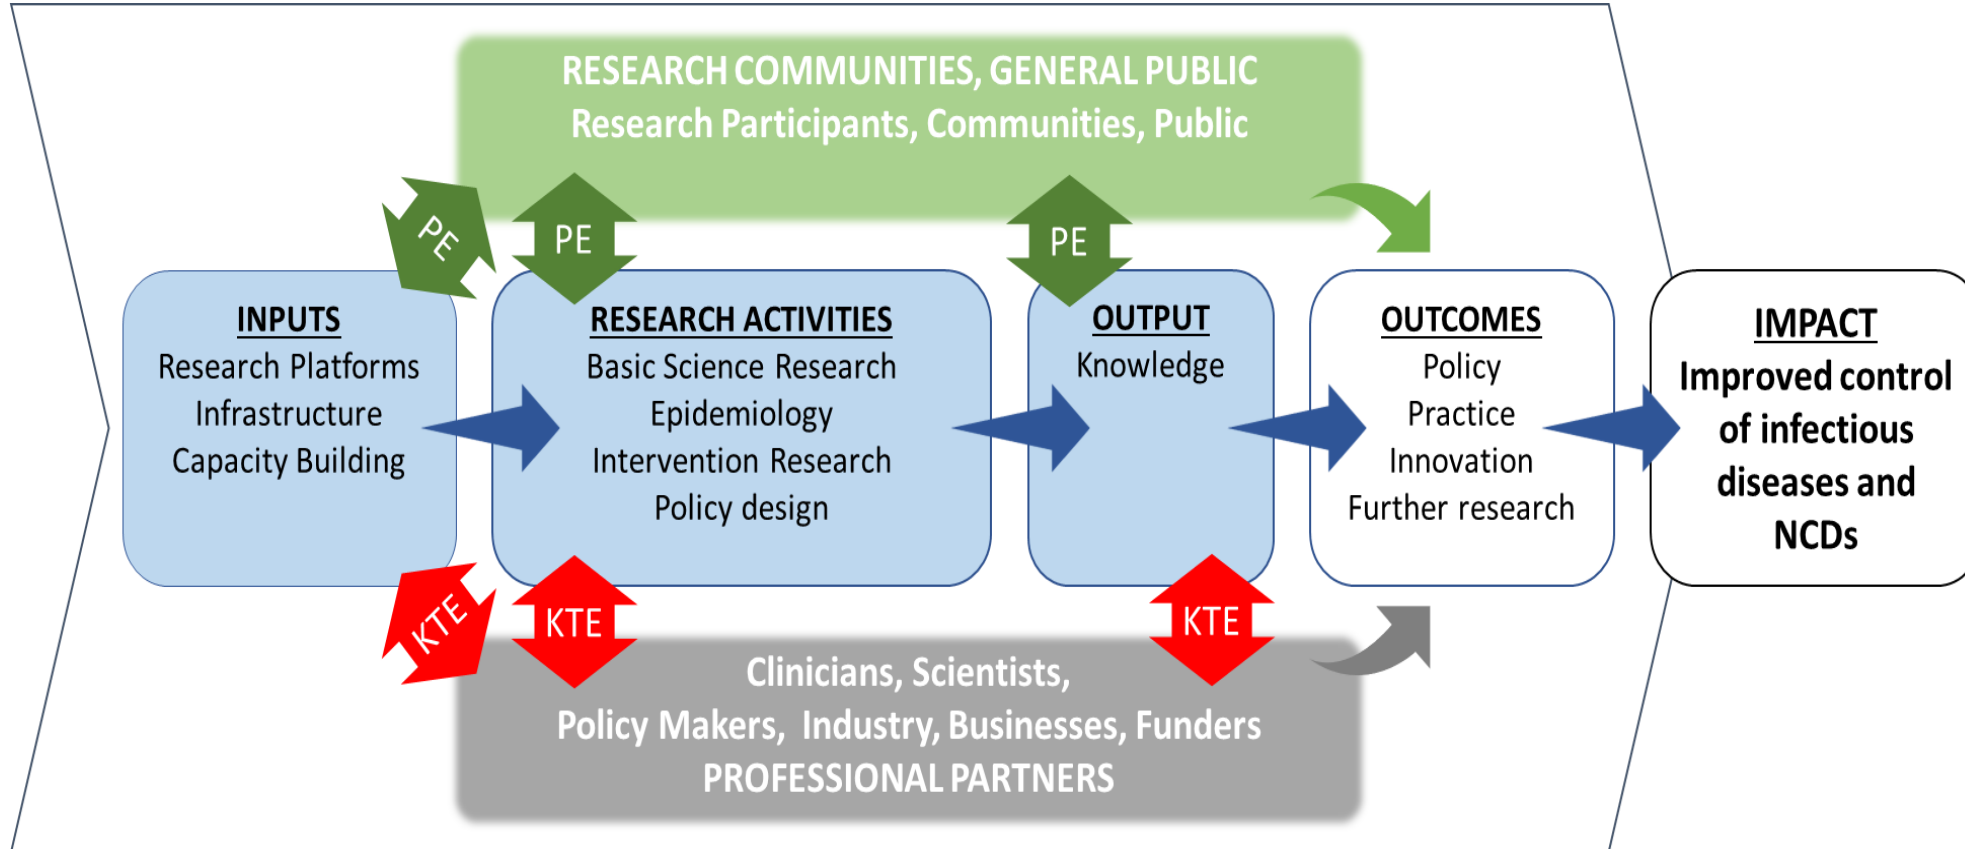 RESEARCH COMMUNITIES, GENERAL PUBLIC
Research Participants, Communities, Public
PE
PE
PE
INPUTS
Research Platforms
Infrastructure
Capacity Building
RESEARCH ACTIVITIES
Basic Science Research
Epidemiology
Intervention Research
Policy design
OUTPUT
Knowledge
OUTCOMES
Policy
Practice
Innovation
Further research
IMPACT
Improved control
of infectious
diseases and
NCDs
KTE
KTE
KTE
Clinicians, Scientists,
Policy Makers, Industry, Businesses, Funders
PROFESSIONAL PARTNERS